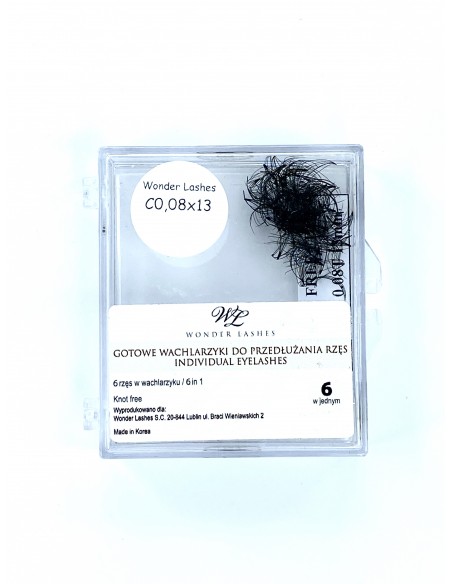 Wonder Lashes
C0,08x13
WL
WONDER LASHES
GOTOWE WACHLARZYKI DO PRZEDŁUŻANIA RZĘS
INDIVIDUAL EYELASHES
6 rzęs w wachlarzyku / 6 in 1
Knot free
Wyprodukowano dla:
Wonder Lashes S.C. 20-844 Lublin ul. Braci Wieniawskich 2
Made in Korea
6
w jednym